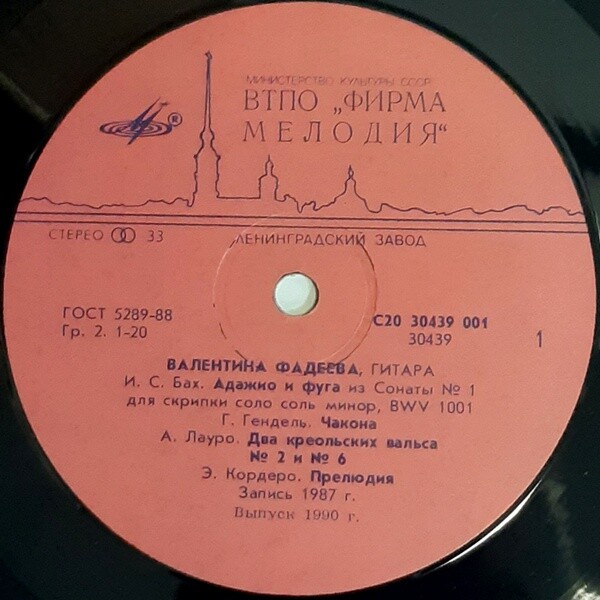 МИНИСТЕРСТВО КУЛЬТУРЫ СССР
ВТПО „ФИРМА
МЕЛОДИЯ“
®
СТЕРЕО 33
ЛЕНИНГРАДСКИЙ ЗАВОД
ГОСТ 5289-88
Гр. 2. 1-20
С20 30439 001
30439
1
ВАЛЕНТИНА ФАДЕЕВА, ГИТАРА
И. С. Бах. Адажио и фуга из Сонаты № 1
для скрипки соло соль минор, BWV 1001
Г. Гендель. Чакона
А. Лауро. Два креольских вальса
№ 2 и № 6
Э. Кордеро. Прелюдия
Запись 1987 г.
Выпуск 1990 г.